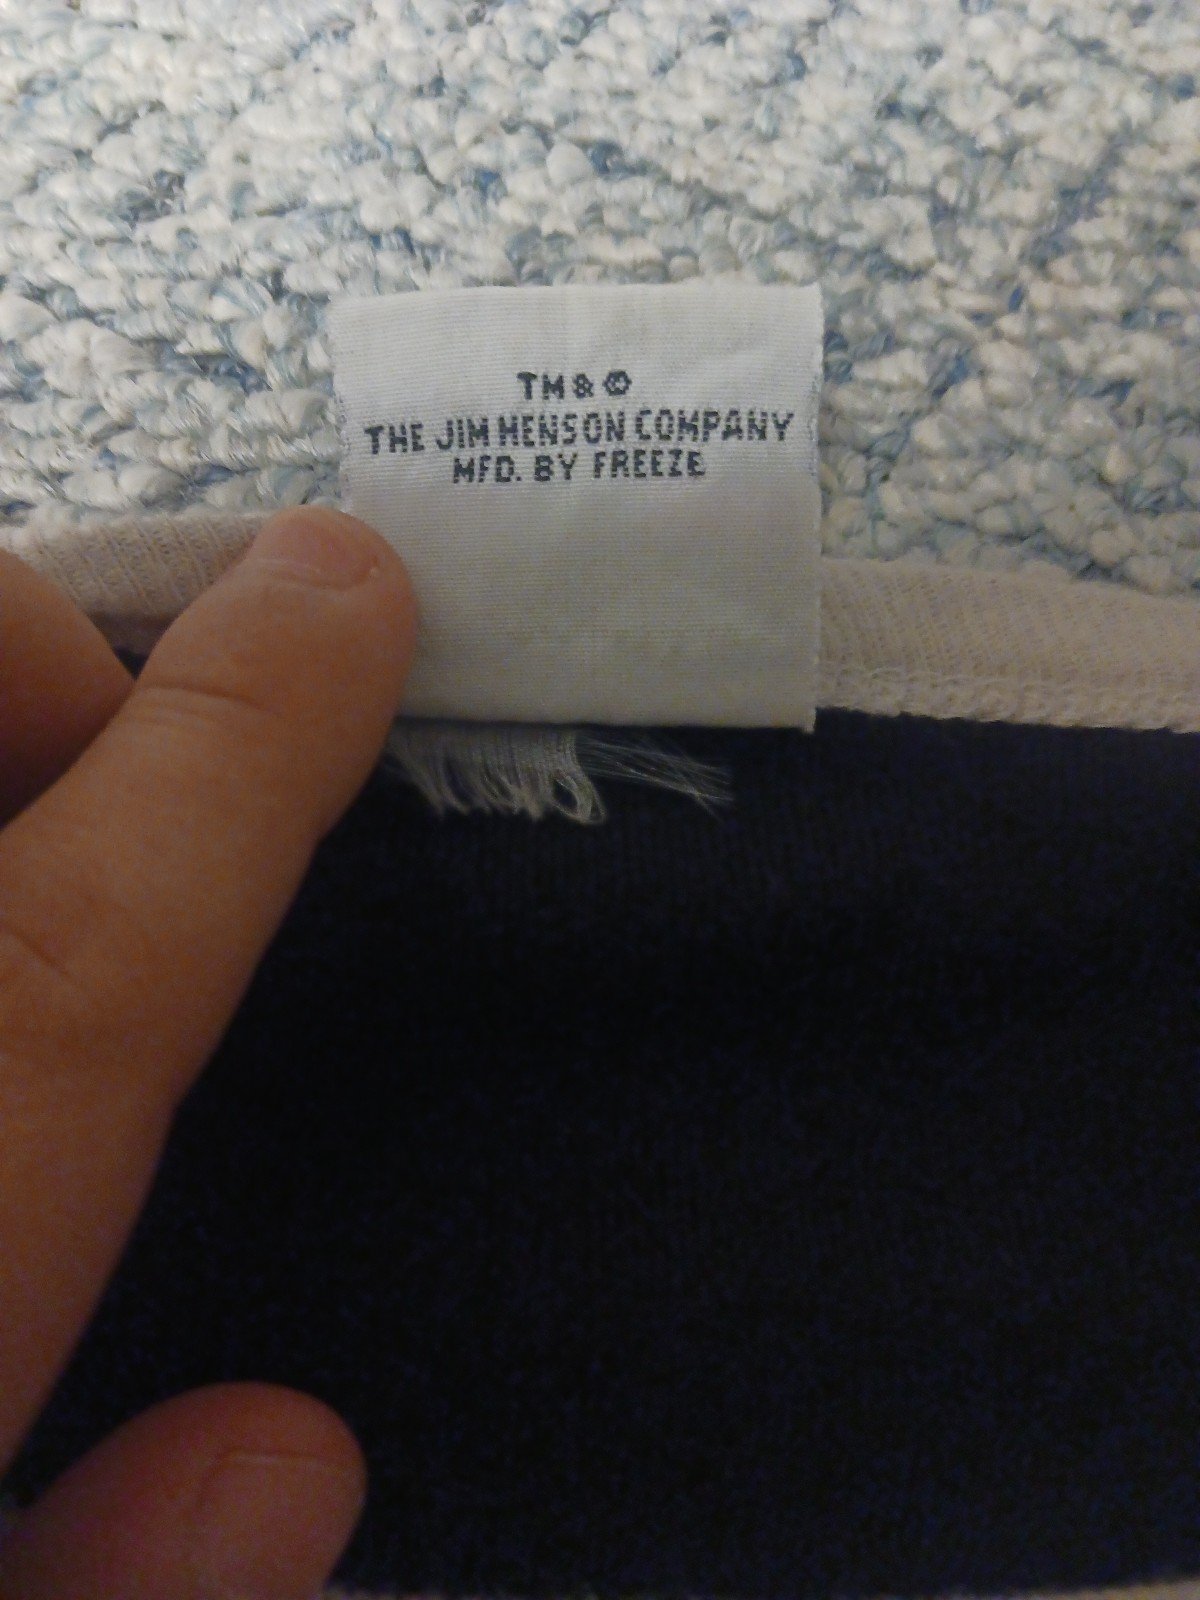 TM & ©
THE JIM HENSON COMPANY
MFD. BY FREEZE